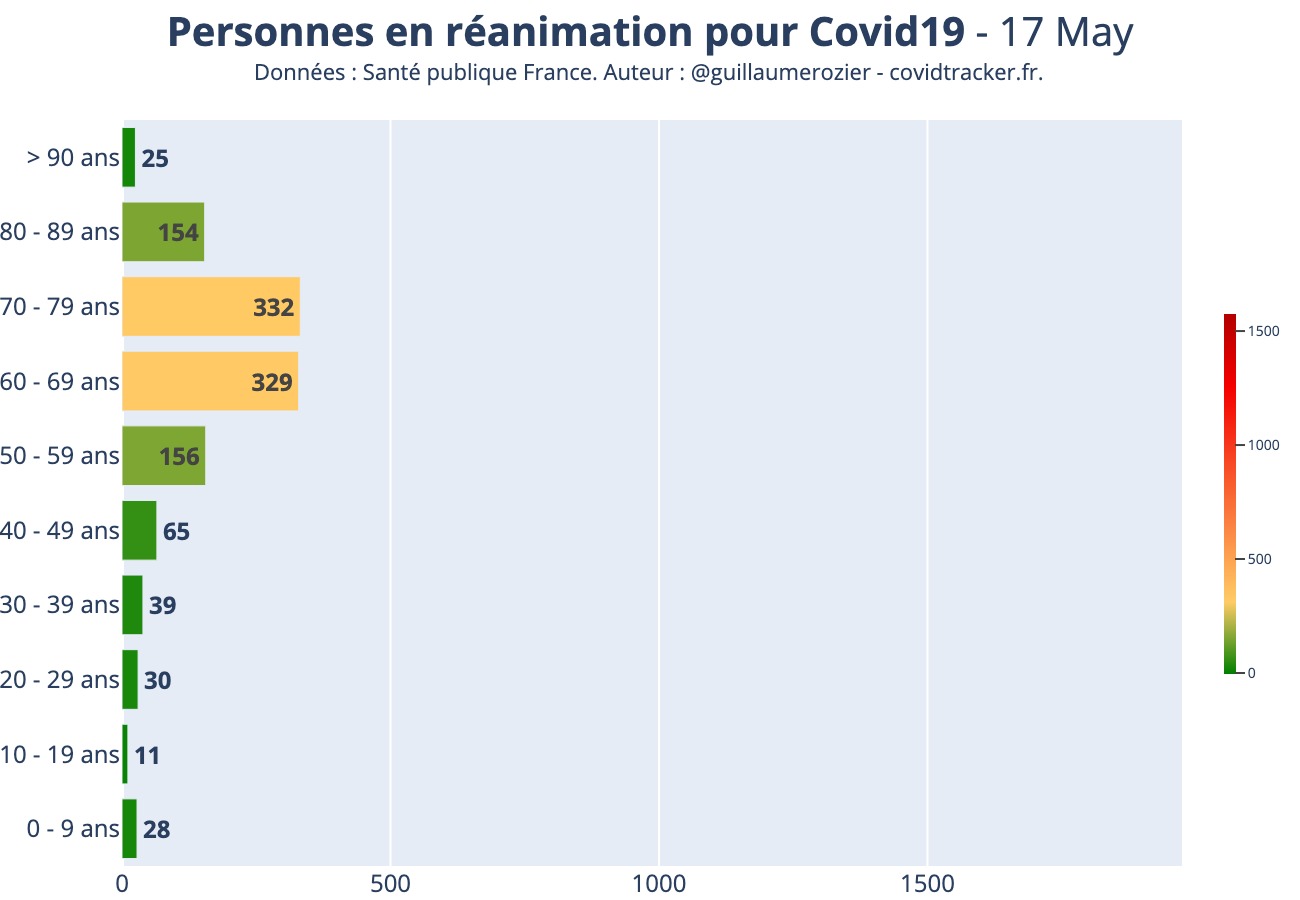 Personnes en réanimation pour Covid19 - 17 May
Données : Santé publique France. Auteur : @guillaumerozier - covidtracker.fr.
> 90 ans 25
80 - 89 ans 154
70 - 79 ans 332
60 - 69 ans 329
50 - 59 ans 156
40 - 49 ans 65
30 - 39 ans 39
20 - 29 ans 30
10 - 19 ans 11
0 - 9 ans 28
0 500 1000 1500
1500
1000
500
0